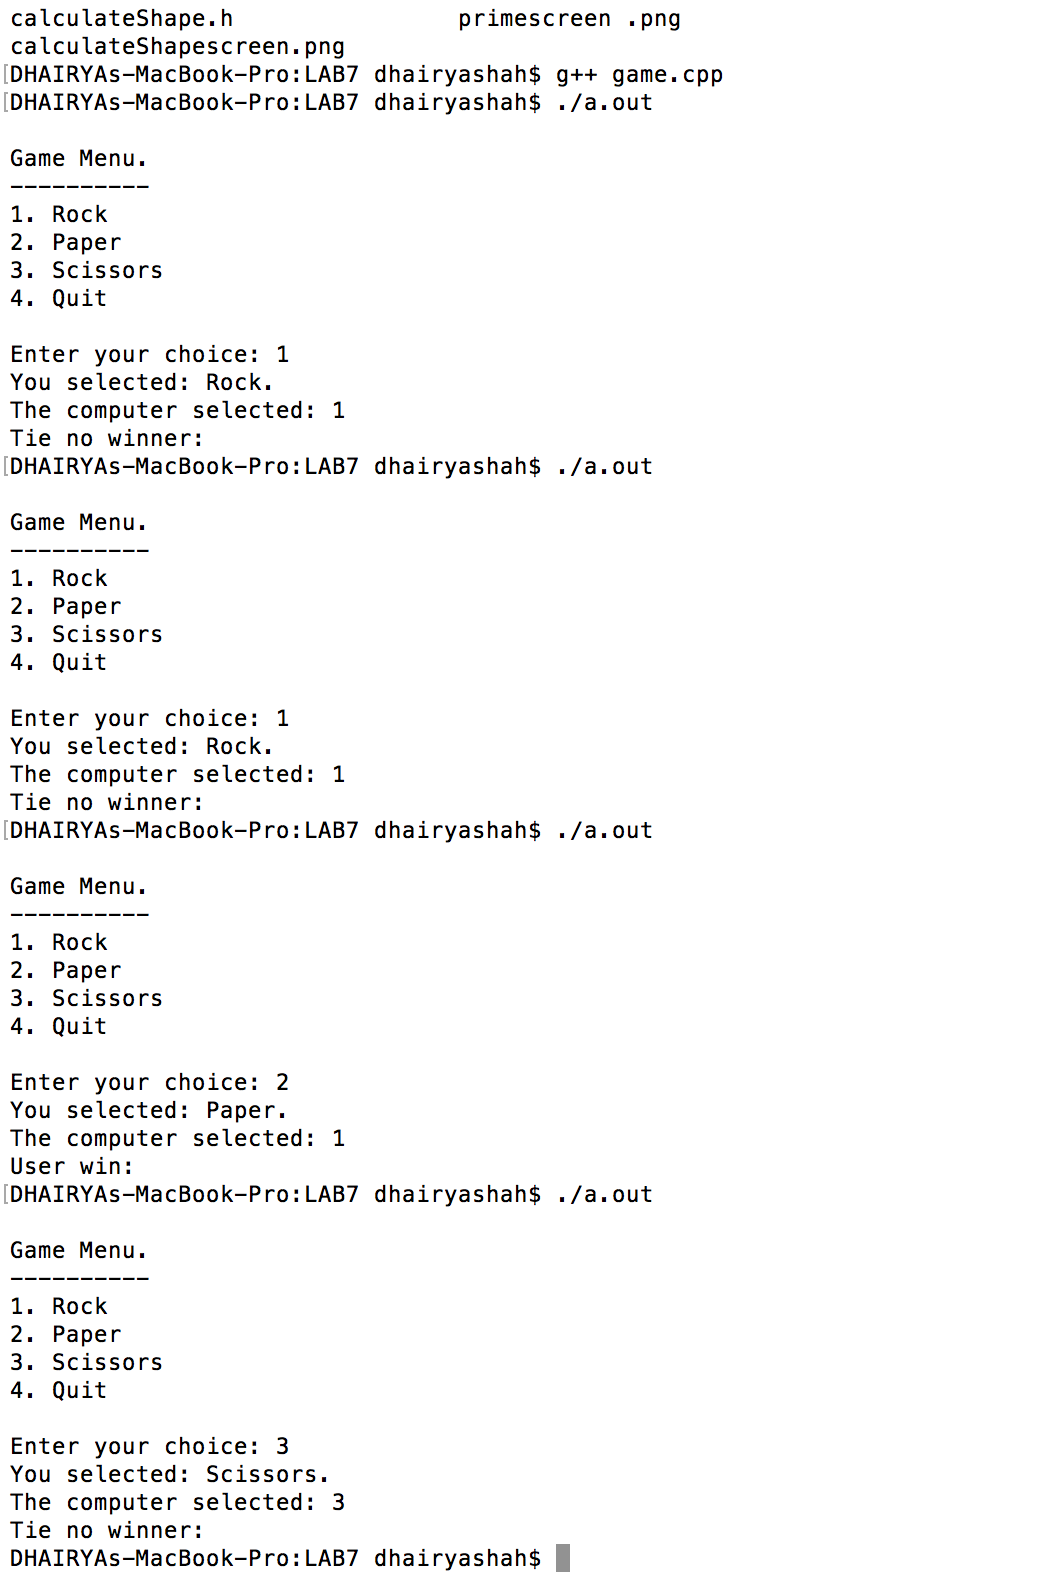 calculateShape.h primescreen .png
calculateShapescreen.png
[DHAIRYAs-MacBook-Pro:LAB7 dhairyashah$ g++ game.cpp
[DHAIRYAs-MacBook-Pro:LAB7 dhairyashah$ ./a.out
Game Menu.
----------
1. Rock
2. Paper
3. Scissors
4. Quit
Enter your choice: 1
You selected: Rock.
The computer selected: 1
Tie no winner:
[DHAIRYAs-MacBook-Pro:LAB7 dhairyashah$ ./a.out
Game Menu.
----------
1. Rock
2. Paper
3. Scissors
4. Quit
Enter your choice: 1
You selected: Rock.
The computer selected: 1
Tie no winner:
[DHAIRYAs-MacBook-Pro:LAB7 dhairyashah$ ./a.out
Game Menu.
----------
1. Rock
2. Paper
3. Scissors
4. Quit
Enter your choice: 2
You selected: Paper.
The computer selected: 1
User win:
[DHAIRYAs-MacBook-Pro:LAB7 dhairyashah$ ./a.out
Game Menu.
----------
1. Rock
2. Paper
3. Scissors
4. Quit
Enter your choice: 3
You selected: Scissors.
The computer selected: 3
Tie no winner:
DHAIRYAs-MacBook-Pro:LAB7 dhairyashah$